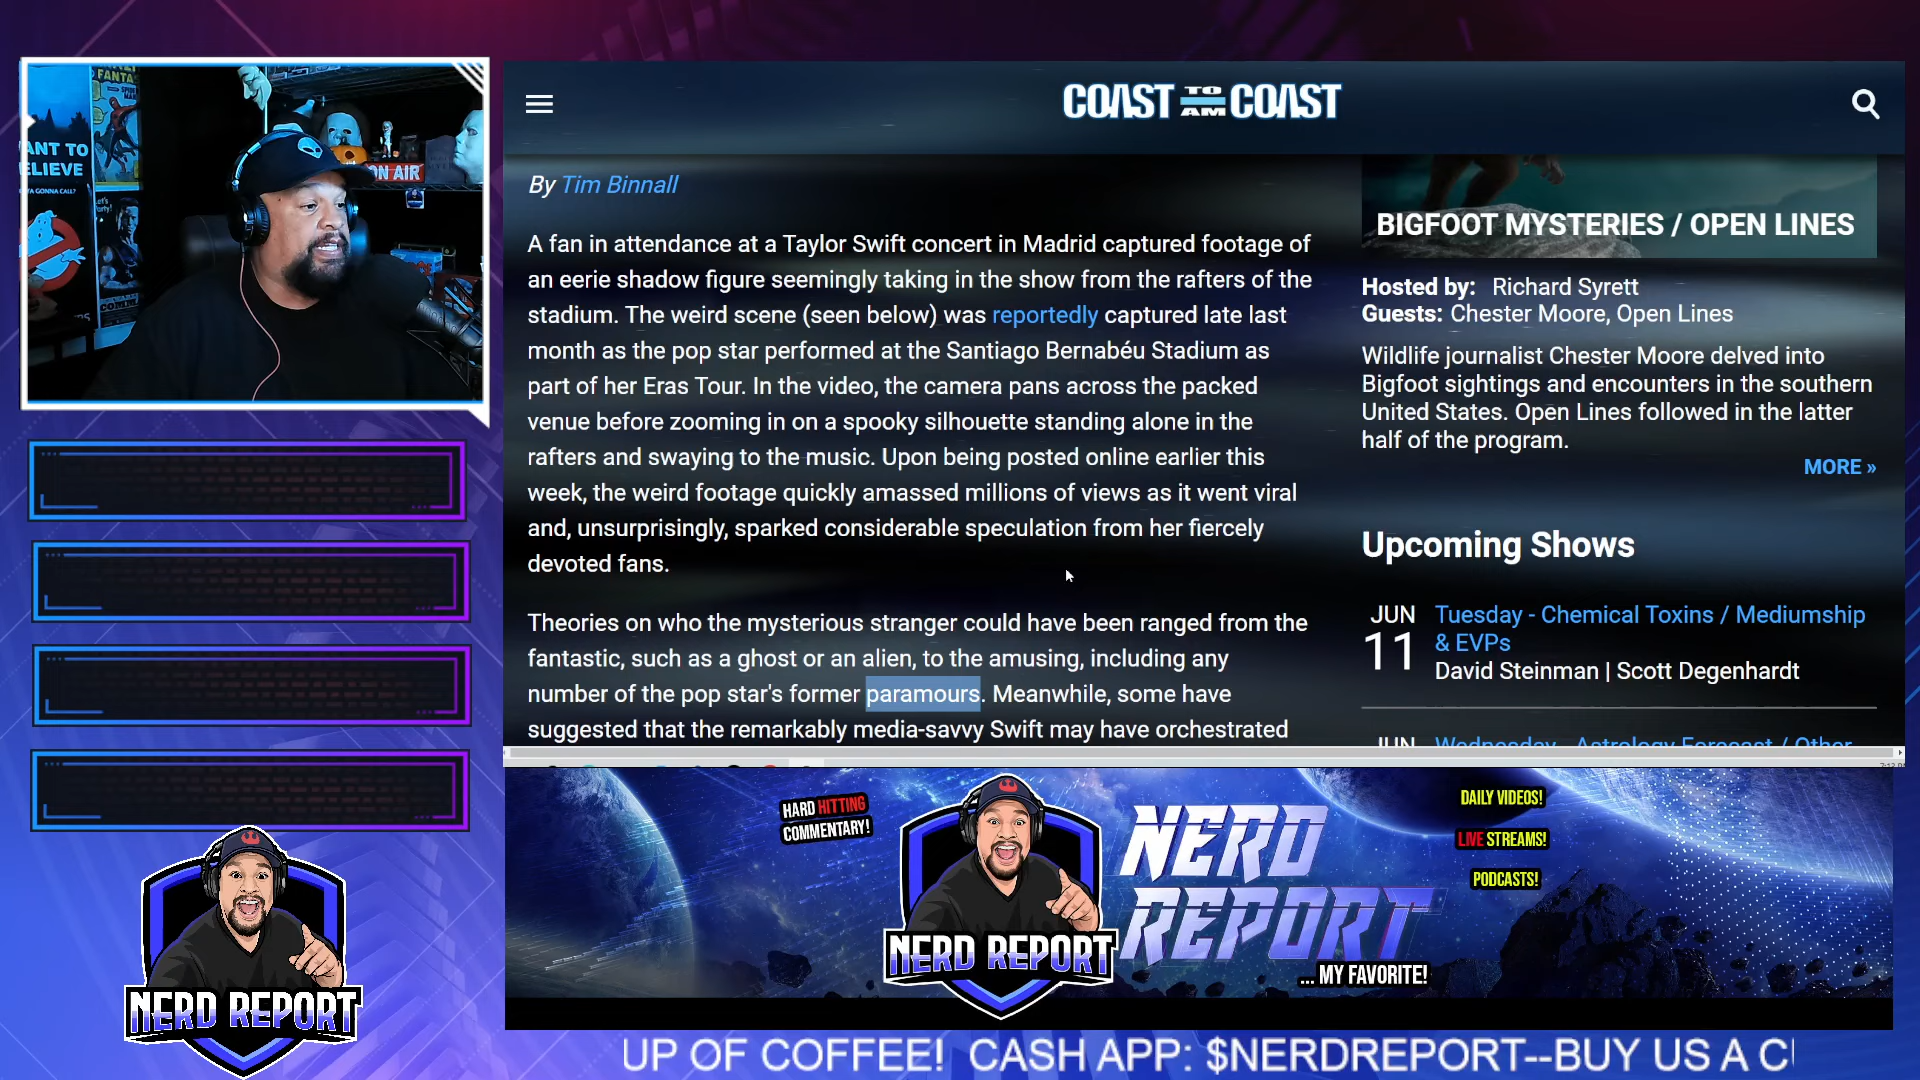 FANTA
ANT TO
ELIEVE
ON AIR
COAST TO AM COAST
By Tim Binnall
A fan in attendance at a Taylor Swift concert in Madrid captured footage of
an eerie shadow figure seemingly taking in the show from the rafters of the
stadium. The weird scene (seen below) was reportedly captured late last
month as the pop star performed at the Santiago Bernabéu Stadium as
part of her Eras Tour. In the video, the camera pans across the packed
venue before zooming in on a spooky silhouette standing alone in the
rafters and swaying to the music. Upon being posted online earlier this
week, the weird footage quickly amassed millions of views as it went viral
and, unsurprisingly, sparked considerable speculation from her fiercely
devoted fans.
Theories on who the mysterious stranger could have been ranged from the
fantastic, such as a ghost or an alien, to the amusing, including any
number of the pop star's former paramours. Meanwhile, some have
suggested that the remarkably media-savvy Swift may have orchestrated
BIGFOOT MYSTERIES / OPEN LINES
Hosted by: Richard Syrett
Guests: Chester Moore, Open Lines
Wildlife journalist Chester Moore delved into
Bigfoot sightings and encounters in the southern
United States. Open Lines followed in the latter
half of the program.
MORE »
Upcoming Shows
JUN
11
Tuesday - Chemical Toxins / Mediumship
& EVPs
David Steinman | Scott Degenhardt
JUN
Wednesday - Astrology Forecast / Other
HARD HITTING
COMMENTARY!
NERD REPORT
NERD
REPORT
... MY FAVORITE!
DAILY VIDEOS!
LIVE STREAMS!
PODCASTS!
NERD REPORT
UP OF COFFEE! CASH APP: $NERDREPORT--BUY US A C